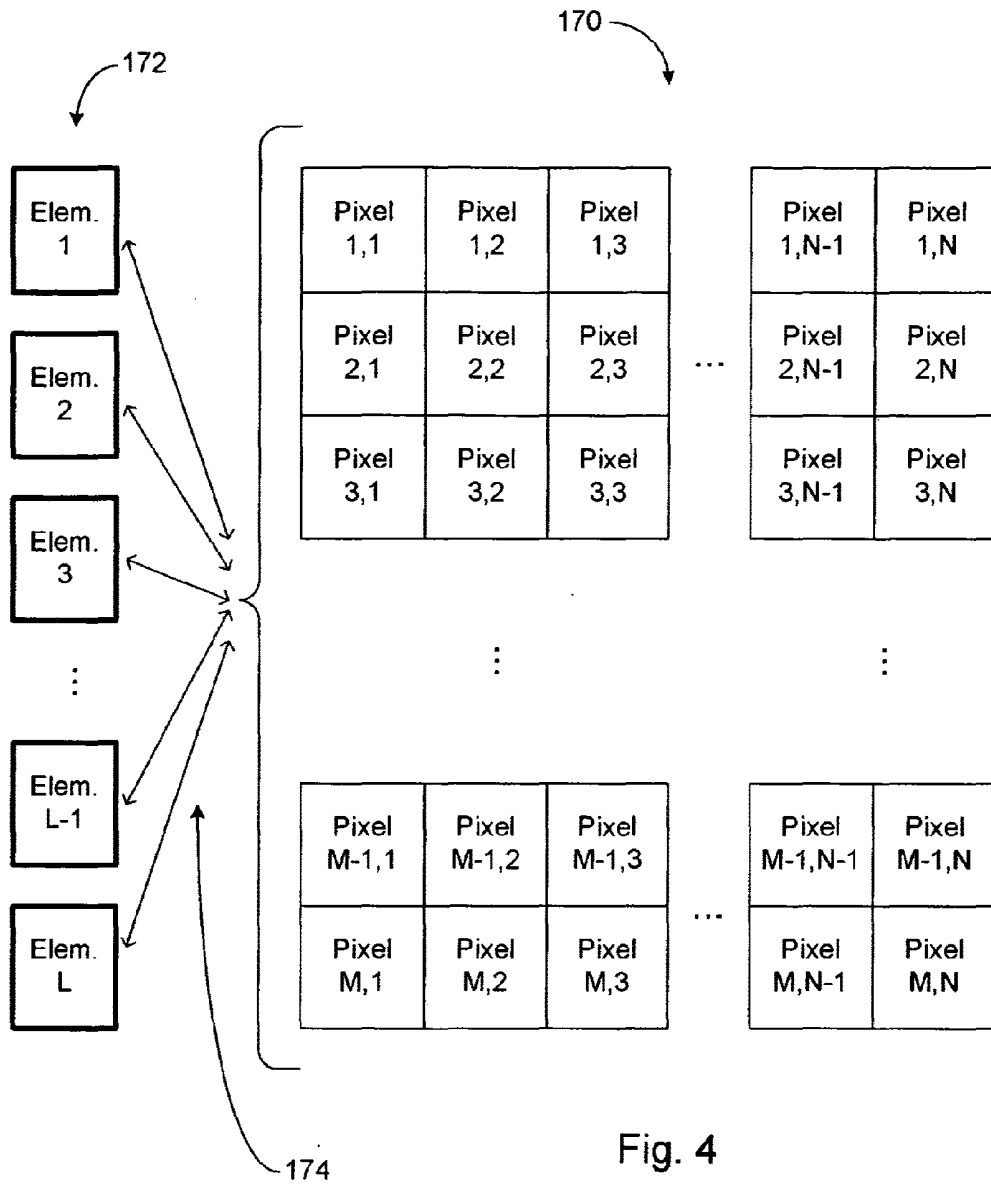 172
170
Elem.
1
Elem.
2
Elem.
3
⋮
Elem.
L-1
Elem.
L
174
Pixel
1,1
Pixel
1,2
Pixel
1,3
Pixel
1,N-1
Pixel
1,N
Pixel
2,1
Pixel
2,2
Pixel
2,3
...
Pixel
2,N-1
Pixel
2,N
Pixel
3,1
Pixel
3,2
Pixel
3,3
Pixel
3,N-1
Pixel
3,N
⋮
⋮
Pixel
M-1,1
Pixel
M-1,2
Pixel
M-1,3
Pixel
M-1,N-1
Pixel
M-1,N
...
Pixel
M,1
Pixel
M,2
Pixel
M,3
Pixel
M,N-1
Pixel
M,N
Fig. 4